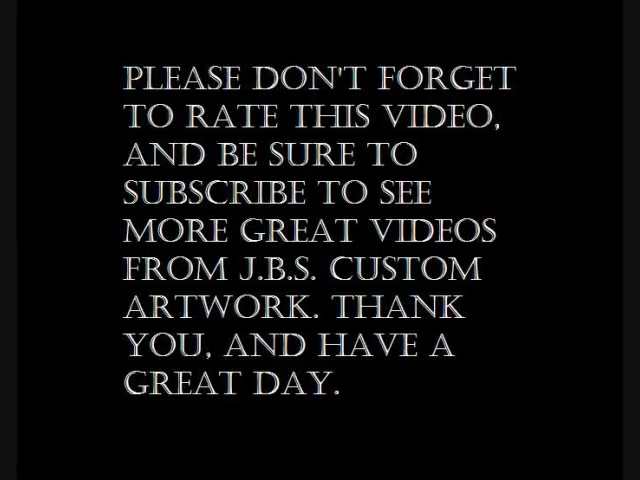 PLEASE DON'T FORGET
TO RATE THIS VIDEO,
AND BE SURE TO
SUBSCRIBE TO SEE
MORE GREAT VIDEOS
FROM J.B.S. CUSTOM
ARTWORK. THANK
YOU, AND HAVE A
GREAT DAY.